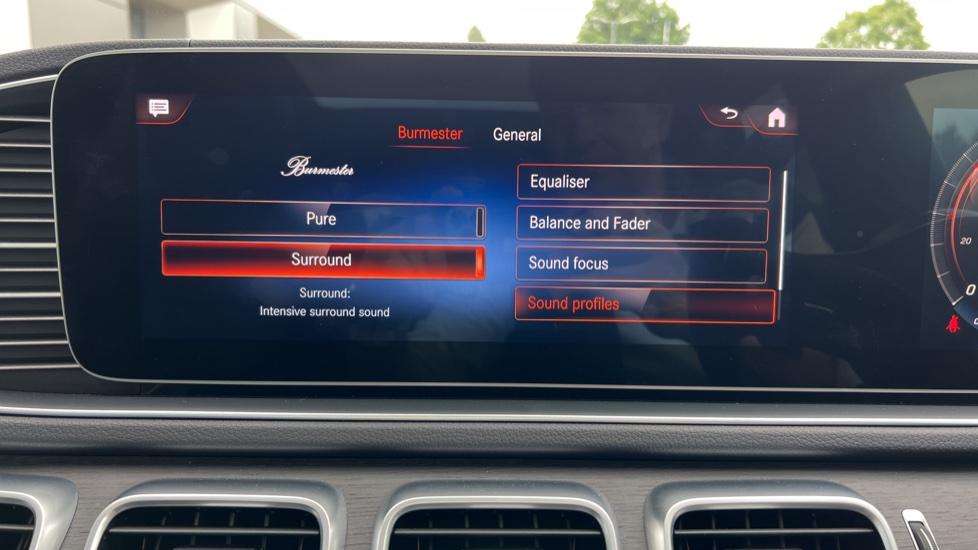 Burmester General
Burmester
Pure
Surround
Surround:
Intensive surround sound
Equaliser
Balance and Fader
Sound focus
Sound profiles
20
0